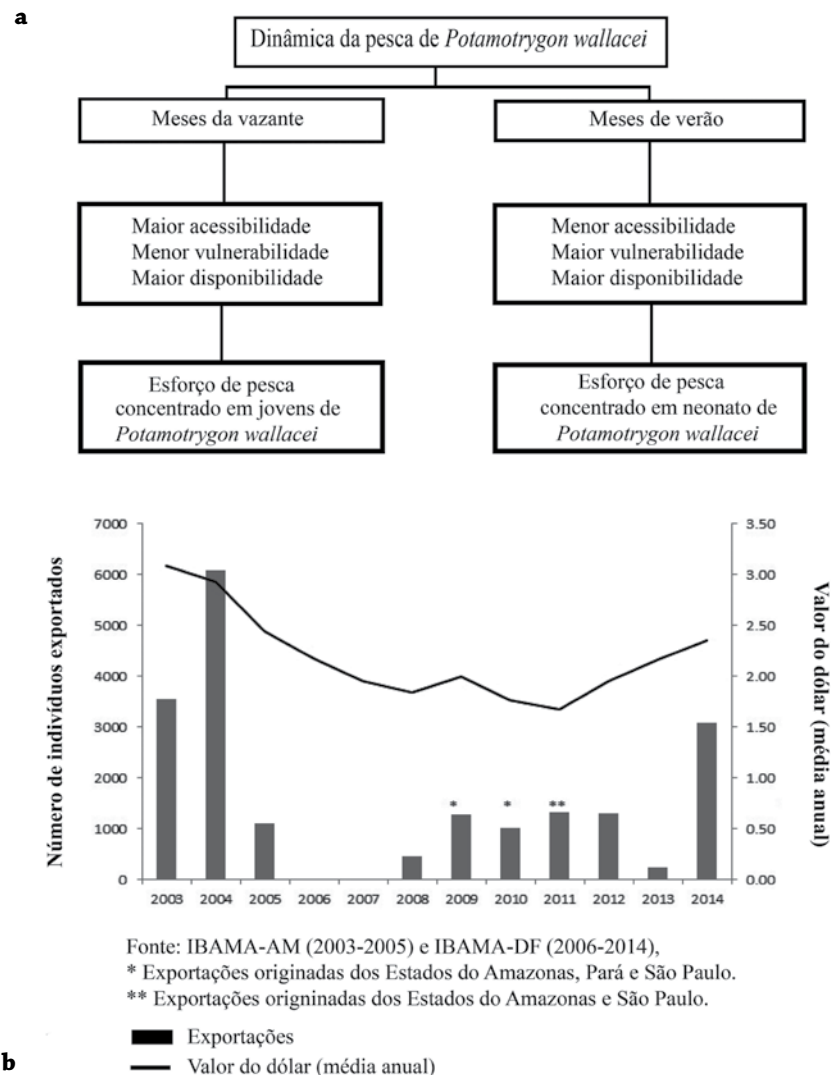 a
Dinâmica da pesca de Potamotrygon wallacei
Meses da vazante
Meses de verão
Maior acessibilidade
Menor vulnerabilidade
Maior disponibilidade
Menor acessibilidade
Maior vulnerabilidade
Maior disponibilidade
Esforço de pesca
concentrado em jovens de
Potamotrygon wallacei
Esforço de pesca
concentrado em neonato de
Potamotrygon wallacei
Número de indivíduos exportados
7000
6000
5000
4000
3000
2000
1000
0
3.50
3.00
2.50
2.00
1.50
1.00
0.50
0.00
Valor do dólar (média anual)
* * **
2003 2004 2005 2006 2007 2008 2009 2010 2011 2012 2013 2014
Fonte: IBAMA-AM (2003-2005) e IBAMA-DF (2006-2014),
* Exportações originadas dos Estados do Amazonas, Pará e São Paulo.
** Exportações origninadas dos Estados do Amazonas e São Paulo.
Exportações
Valor do dólar (média anual)
b